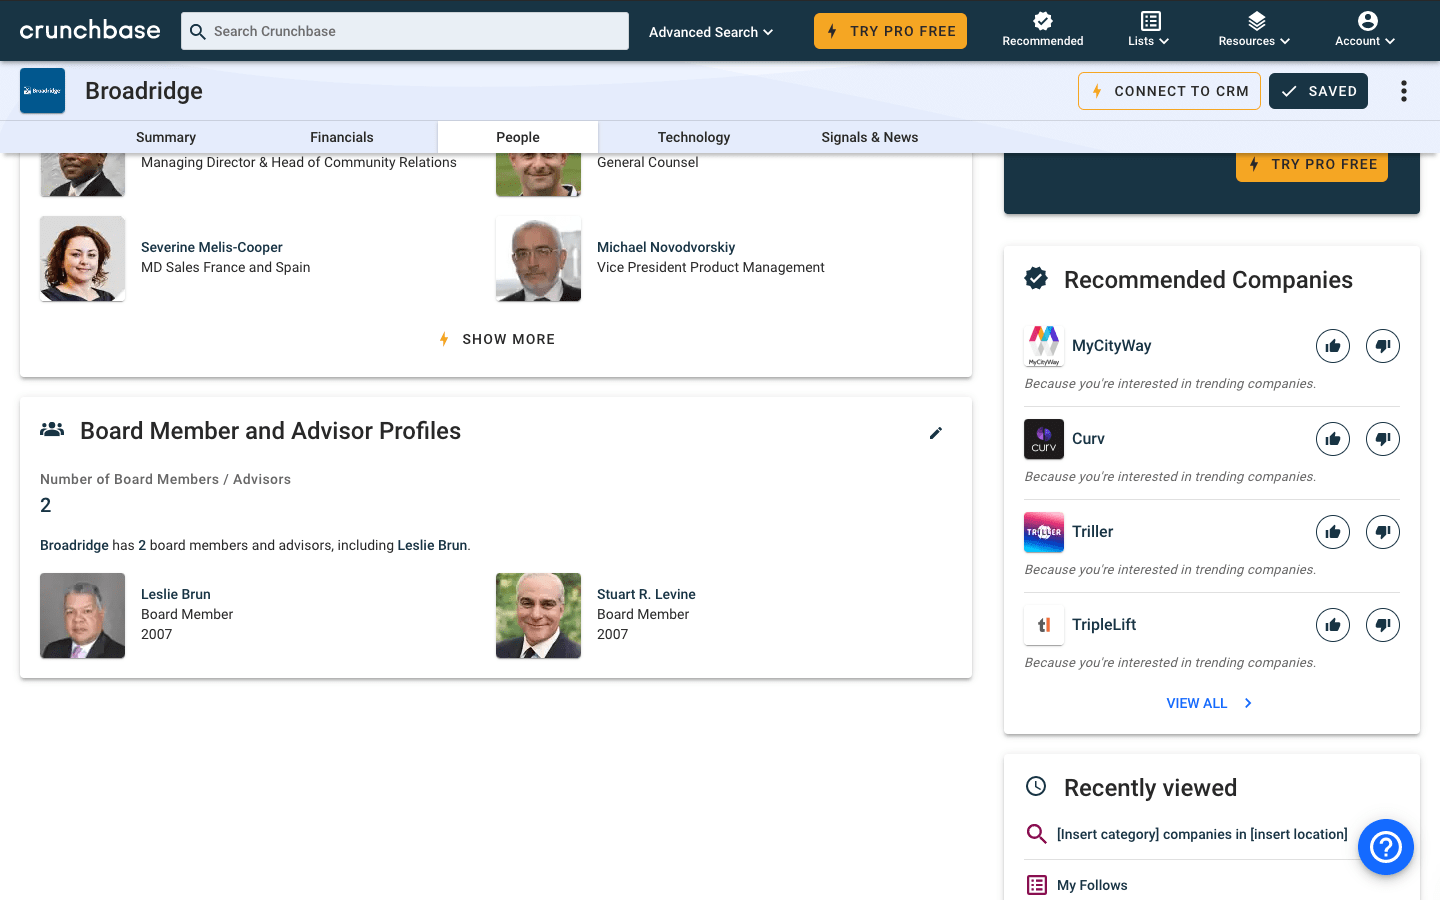 crunchbase
Search Crunchbase
Advanced Search
TRY PRO FREE
Recommended
Lists
Resources
Account
Broadridge
Broadridge
CONNECT TO CRM
SAVED
Summary
Financials
People
Technology
Signals & News
Managing Director & Head of Community Relations
General Counsel
Severine Melis-Cooper
MD Sales France and Spain
Michael Novodvorskiy
Vice President Product Management
SHOW MORE
Board Member and Advisor Profiles
Number of Board Members / Advisors
2
Broadridge has 2 board members and advisors, including Leslie Brun.
Leslie Brun
Board Member
2007
Stuart R. Levine
Board Member
2007
TRY PRO FREE
Recommended Companies
MyCityWay
MyCityWay
Because you're interested in trending companies.
CURV
Curv
Because you're interested in trending companies.
TRILLER
Triller
Because you're interested in trending companies.
tl
TripleLift
Because you're interested in trending companies.
VIEW ALL
Recently viewed
[Insert category] companies in [insert location]
My Follows